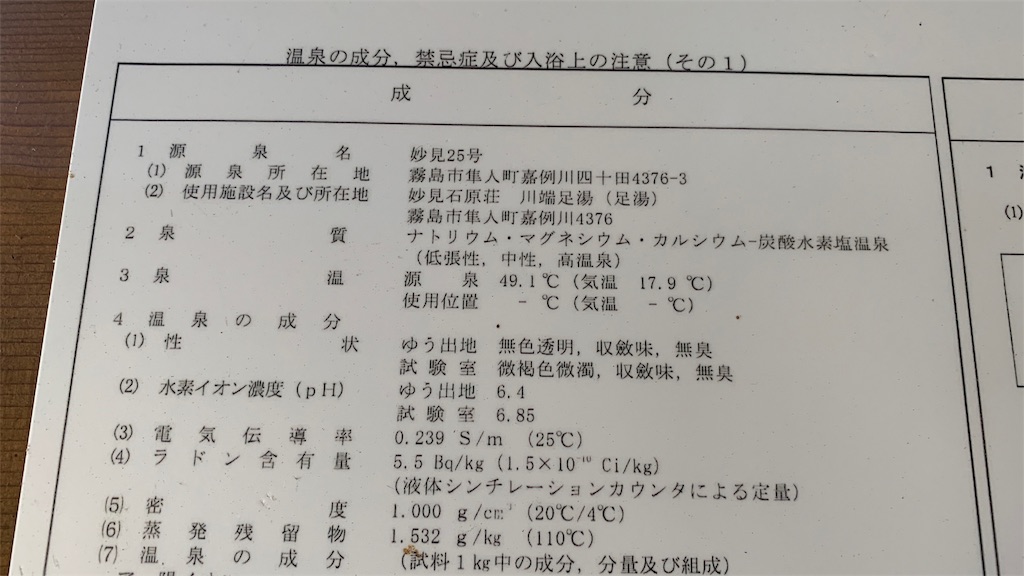 温泉の成分，禁忌症及び入浴上の注意（その１）
成　分
１ 源泉名　妙見25号
⑴ 源泉所在地　霧島市隼人町嘉例川四十田4376-3
⑵ 使用施設名及び所在地　妙見石原荘　川端足湯（足湯）
霧島市隼人町嘉例川4376
２ 泉質　ナトリウム・マグネシウム・カルシウム-炭酸水素塩温泉
（低張性，中性，高温泉）
３ 泉温　源泉　49.1℃（気温　17.9 ℃）
使用位置　- ℃（気温　- ℃）
４ 温泉の成分
⑴ 性状　ゆう出地　無色透明，収斂味，無臭
試験室　微褐色微濁，収斂味，無臭
⑵ 水素イオン濃度（ｐH）　ゆう出地　6.4
試験室　6.85
⑶ 電気伝導率　0.239 S/m （25℃）
⑷ ラドン含有量　5.5 Bq/kg（1.5×10⁻¹⁰ Ci/kg）
（液体シンチレーションカウンタによる定量）
⑸ 密度　1.000 g/cm³（20℃/4℃）
⑹ 蒸発残留物　1.532 g/kg （110℃）
⑺ 温泉の成分　（試料１kg中の成分，分量及び組成）
１
⑴